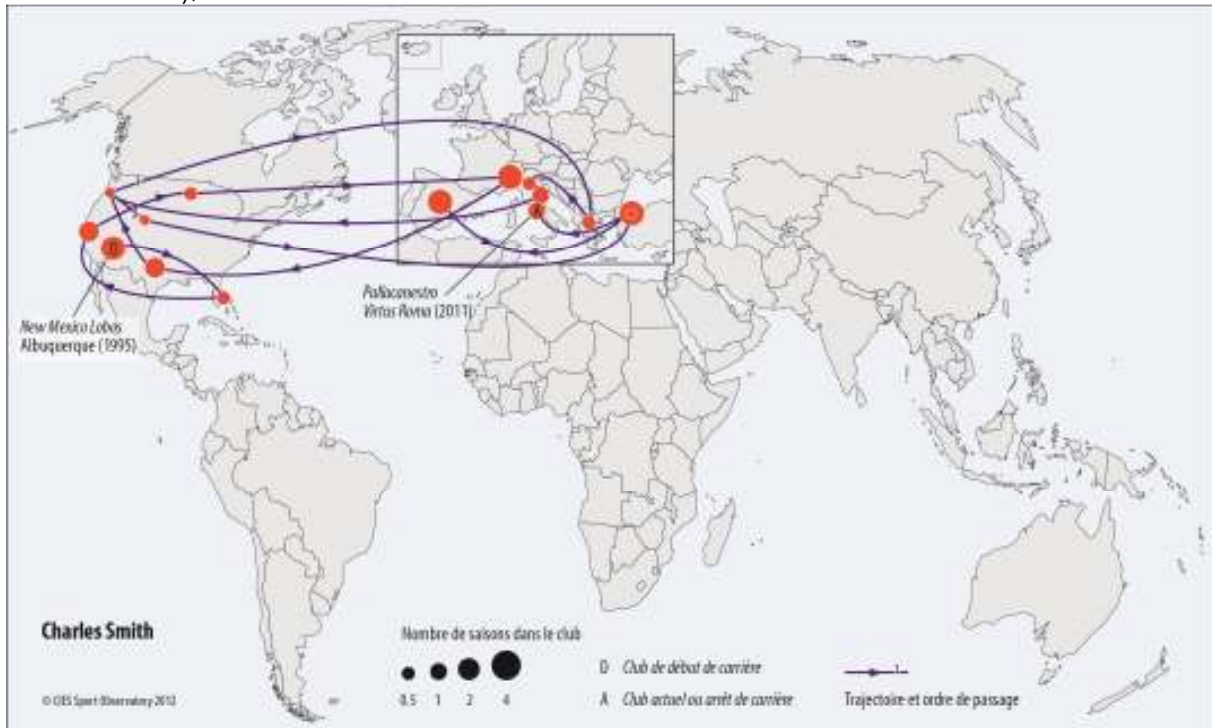 New Mexico Lobos
Albuquerque (1995)
Pallacanestro
Virtus Roma (2011)
D
A
Charles Smith
© CIES Sport Observatory 2012
Nombre de saisons dans le club
0.5 1 2 4
D Club de début de carrière
A Club actuel ou arrêt de carrière
1...
Trajectoire et ordre de passage